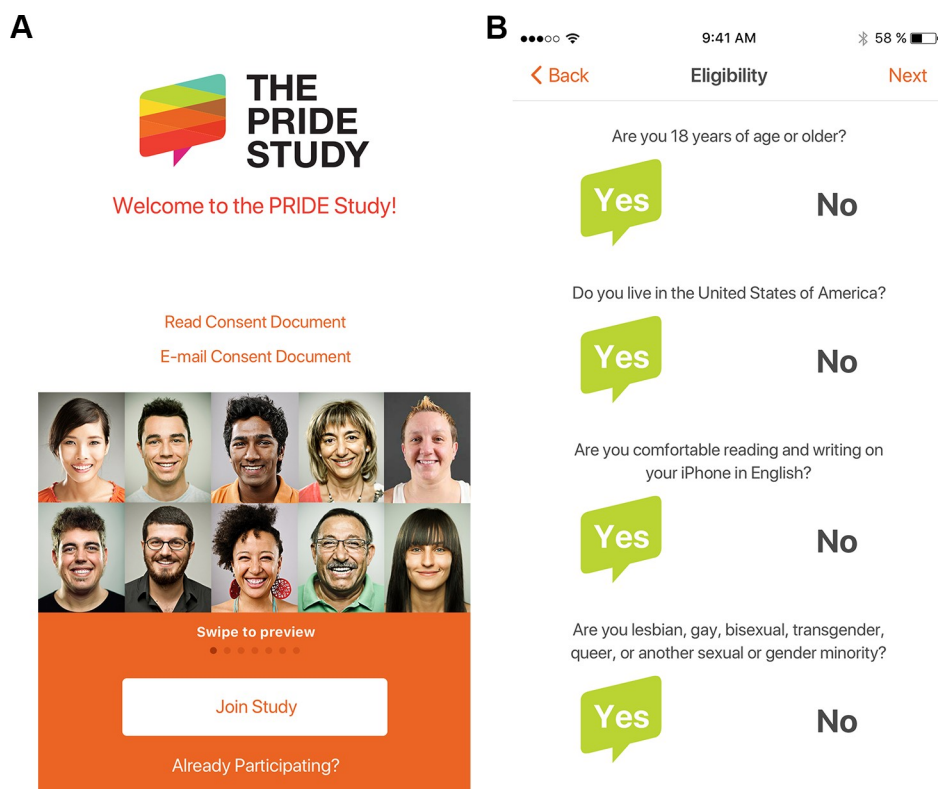 A
THE
PRIDE
STUDY
Welcome to the PRIDE Study!
Read Consent Document
E-mail Consent Document
Swipe to preview
Join Study
Already Participating?
B
9:41 AM
58 %
Back
Eligibility
Next
Are you 18 years of age or older?
Yes
No
Do you live in the United States of America?
Yes
No
Are you comfortable reading and writing on
your iPhone in English?
Yes
No
Are you lesbian, gay, bisexual, transgender,
queer, or another sexual or gender minority?
Yes
No